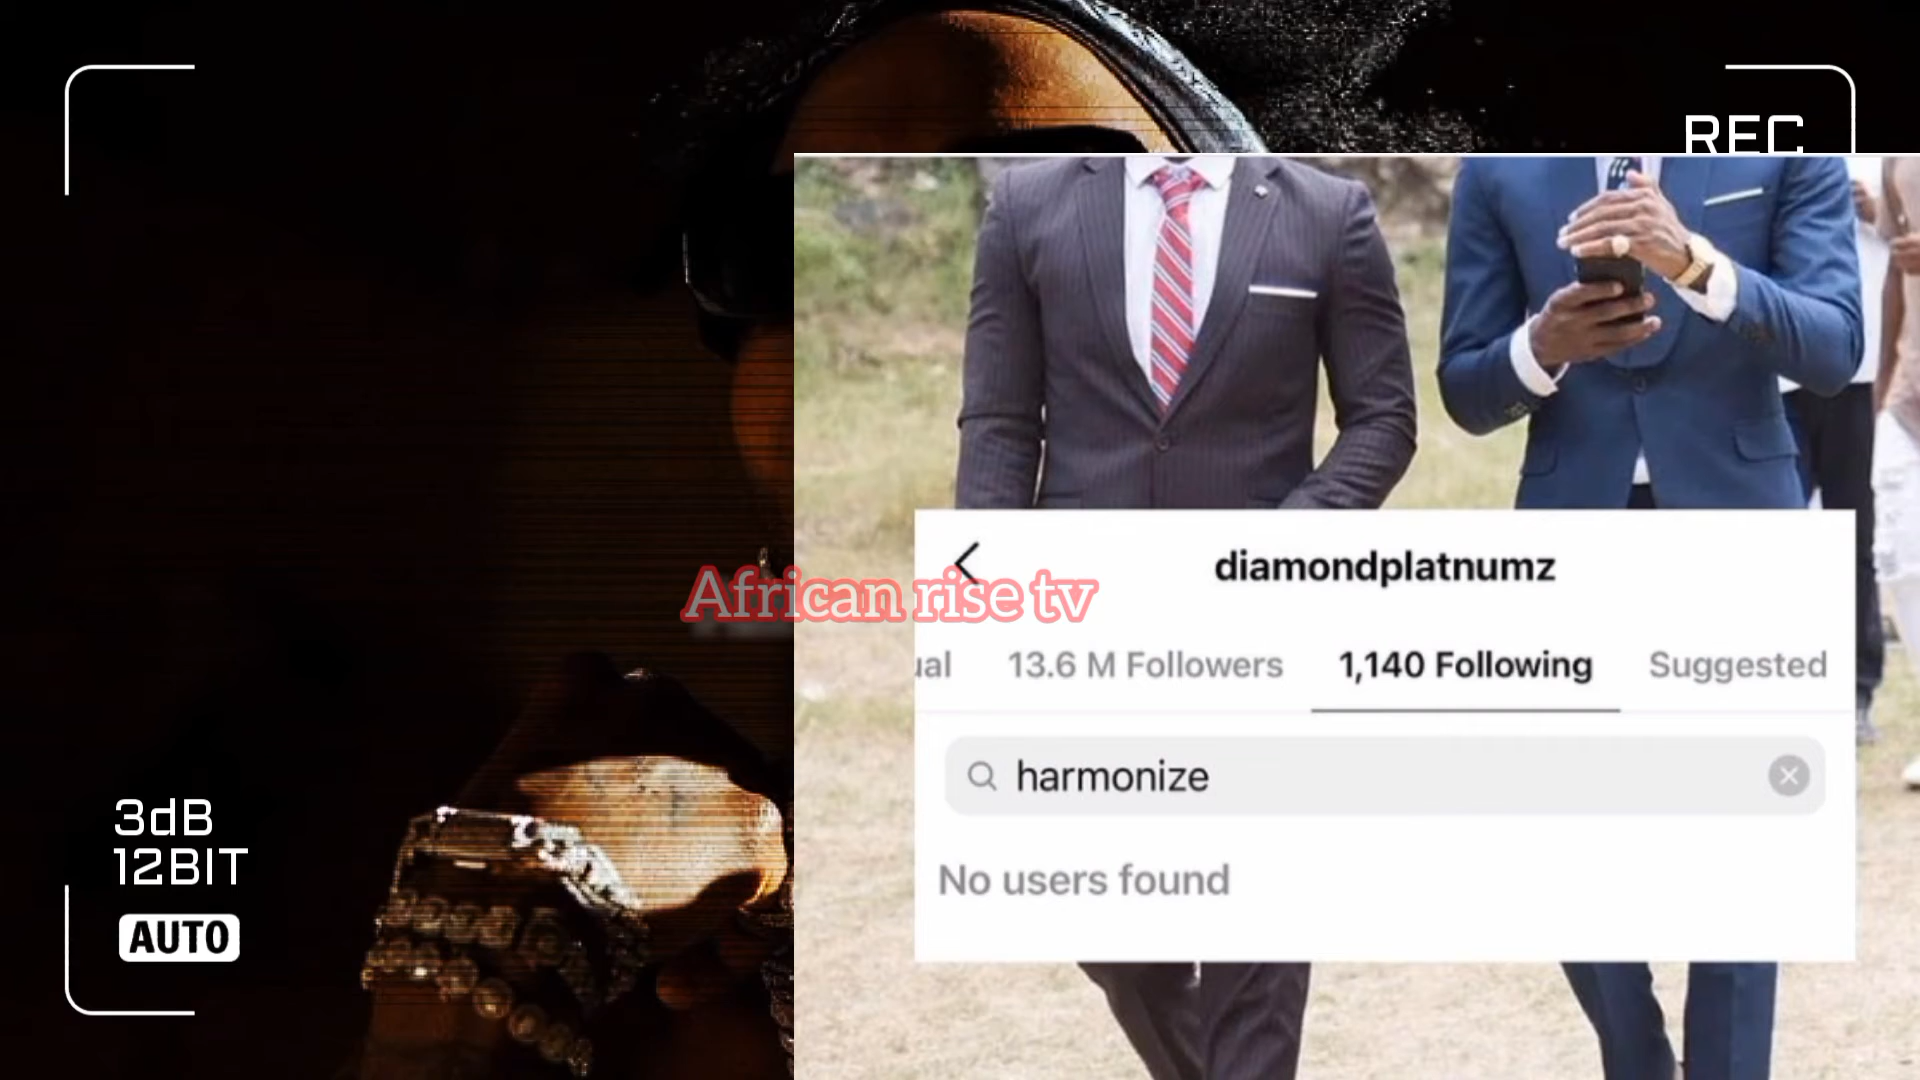 REC
diamondplatnumz
African rise tv
ual 13.6 M Followers 1,140 Following Suggested
harmonize
No users found
3dB
12BIT
AUTO